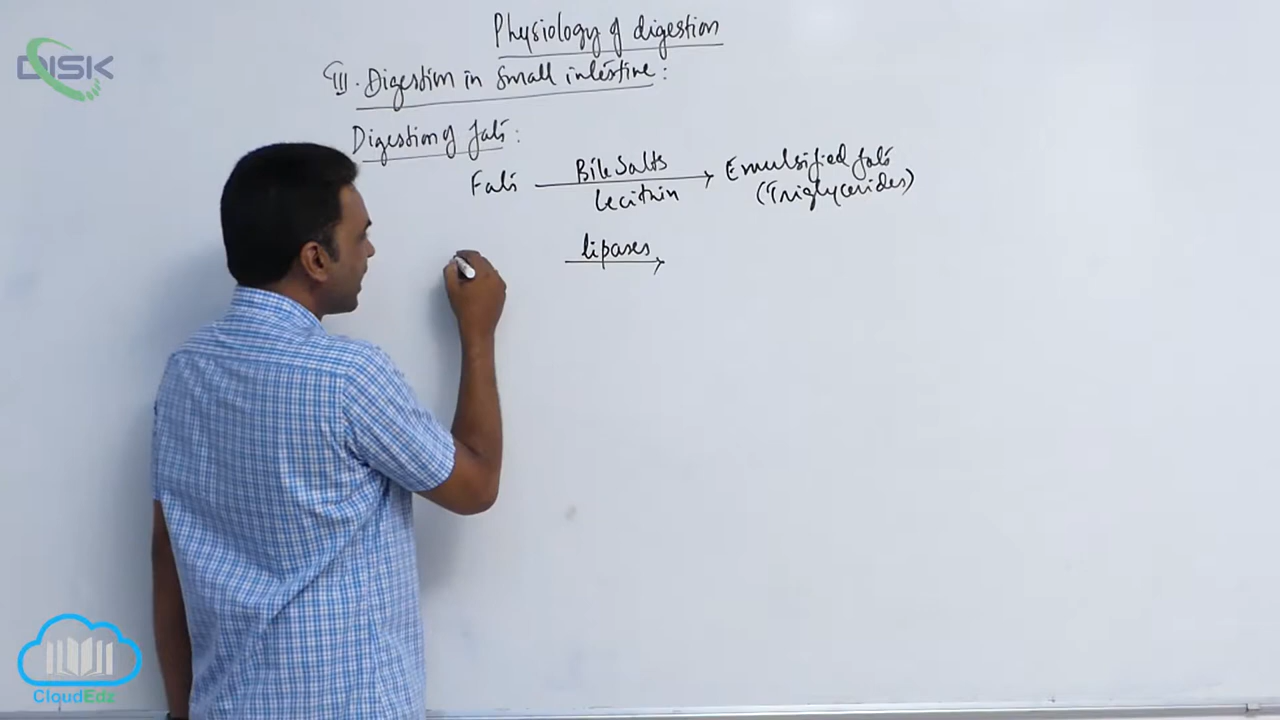 Physiology of digestion
III. Digestion in Small intestine:
Digestion of fats:
Fats Bile Salts Emulsified fats
lecithin (Triglycerides)
lipases
DISK
CloudEdz